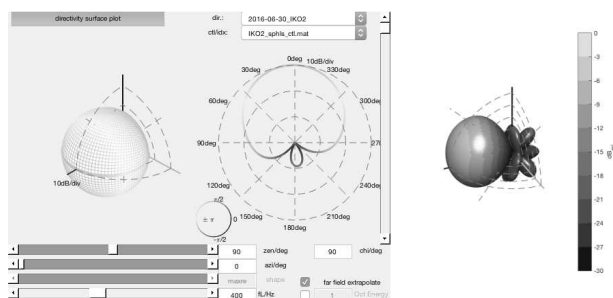 directivity surface plot
dir.: 2016-06-30_IKO2
ctl/idx: IKO2_sphls_ctl.mat
0deg 10dB/div
30deg 330deg
60deg 300deg
90deg 270
120deg 240deg
150deg 210deg
180deg
10dB/div
π/2
± π 0
-π/2
90 zen/deg 90 chi/deg
0 azi/deg
maxre shape far field extrapolate
400 fL/Hz 1 Oct Energy
0
-3
-6
-9
-12
-15
-18
-21
-24
-27
-30